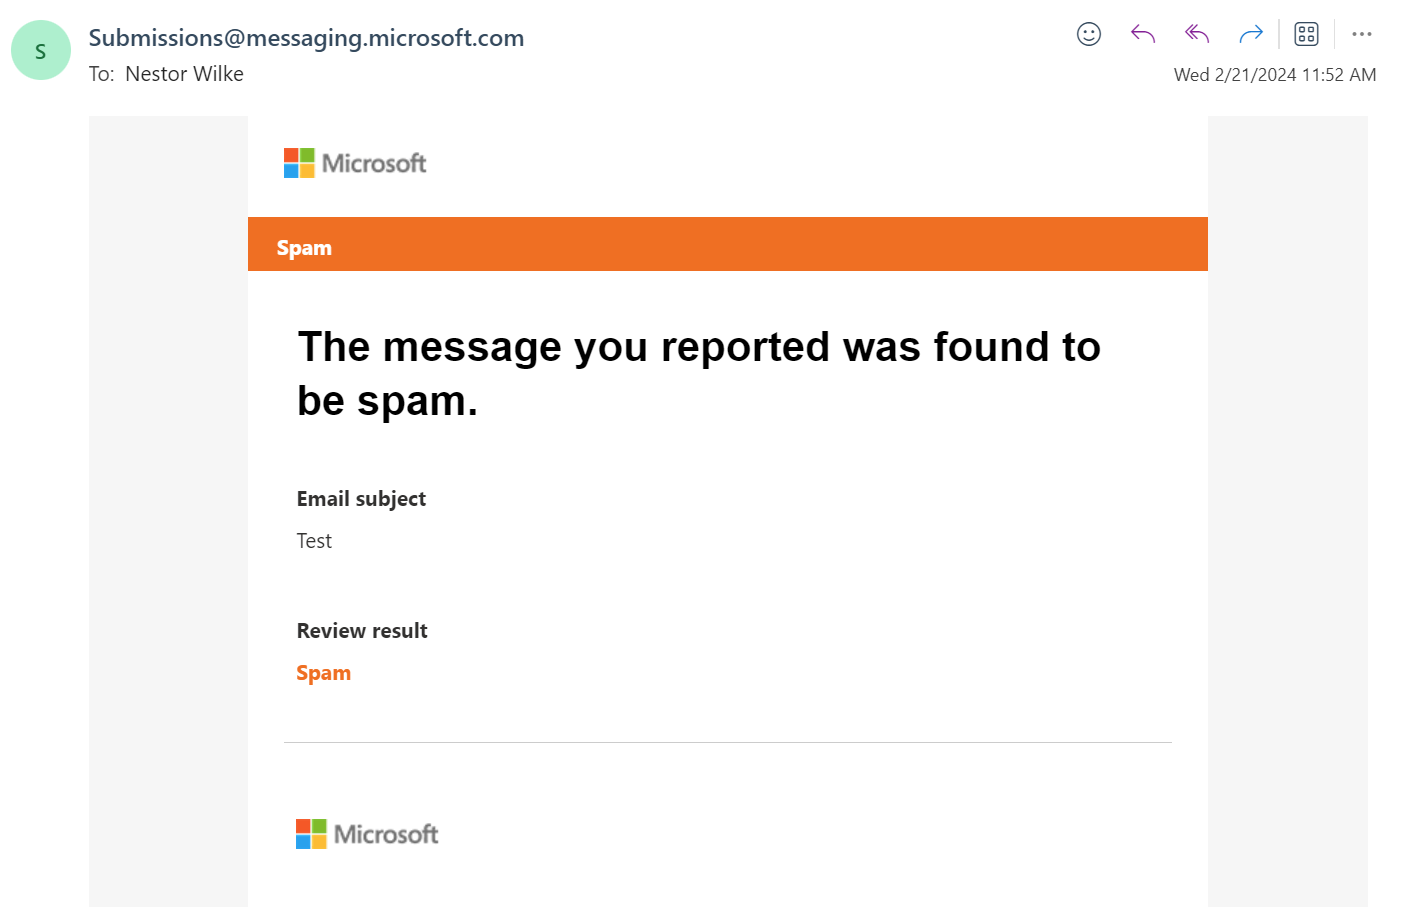 S
Submissions@messaging.microsoft.com
To: Nestor Wilke
Wed 2/21/2024 11:52 AM
Microsoft
Spam
The message you reported was found to
be spam.
Email subject
Test
Review result
Spam
Microsoft